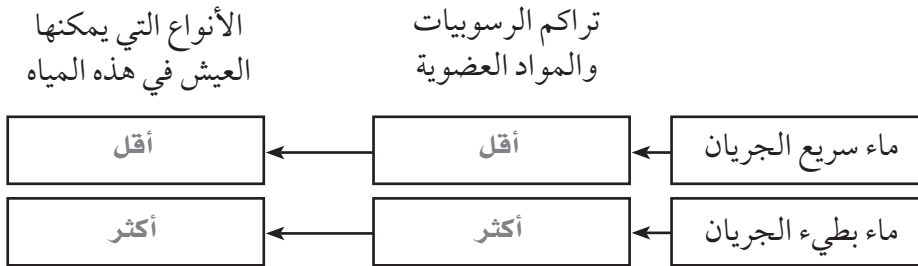 تراكم الرسوبيات
والمواد العضوية
الأنواع التي يمكنها
العيش في هذه المياه
ماء سريع الجريان
أقل
أقل
ماء بطيء الجريان
أكثر
أكثر